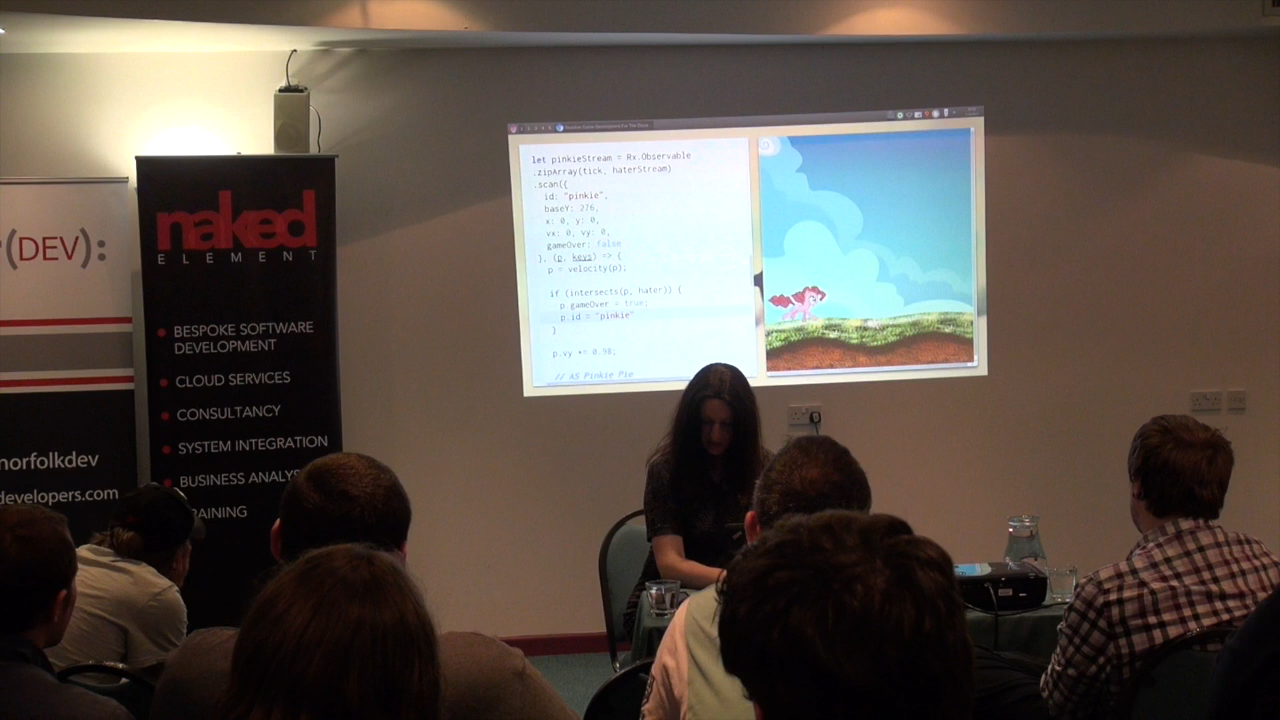 (DEV):
norfolkdev
developers.com
naked
ELEMENT
BESPOKE SOFTWARE
DEVELOPMENT
CLOUD SERVICES
CONSULTANCY
SYSTEM INTEGRATION
BUSINESS ANALYS
RAINING
let pinkieStream = Rx.Observable
.zipArray(tick, haterStream)
.scan({
id: "pinkie",
baseY: 276,
x: 0, y: 0,
vx: 0, vy: 0,
gameOver: false
}, (p, keys) => {
p = velocity(p);
if (intersects(p, hater)) {
p.gameOver = true;
p.id = "pinkie"
}
p.vy *= 0.98;
// AS Pinkie Pie